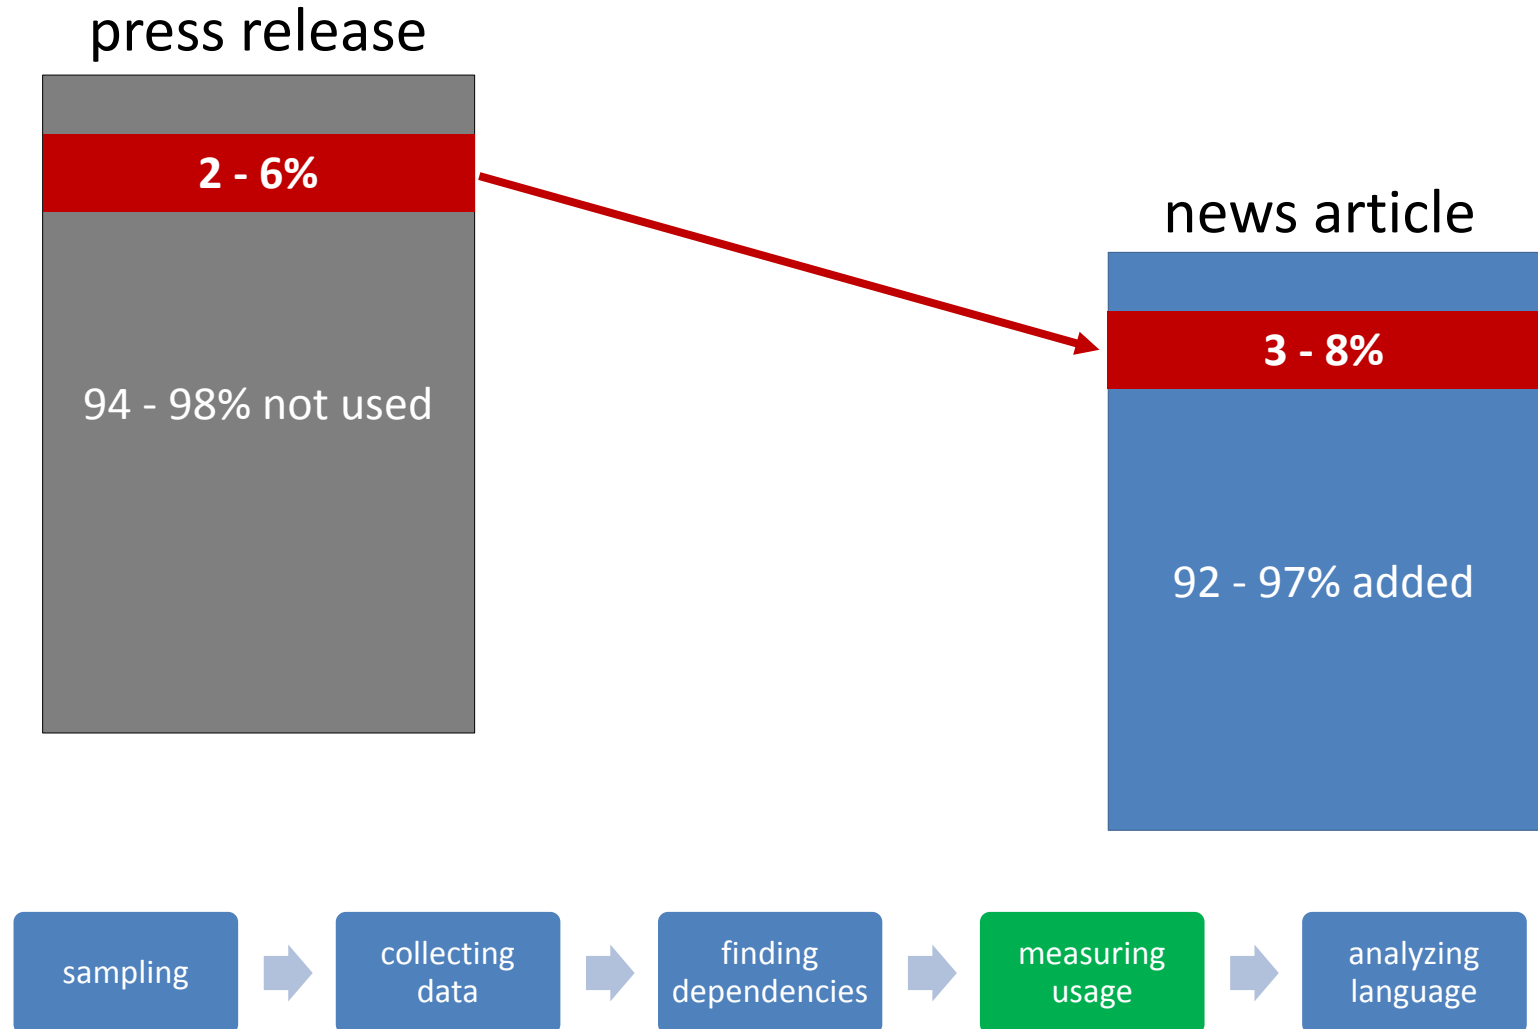 press release
2 - 6%
94 - 98% not used
news article
3 - 8%
92 - 97% added
sampling
collecting
data
finding
dependencies
measuring
usage
analyzing
language